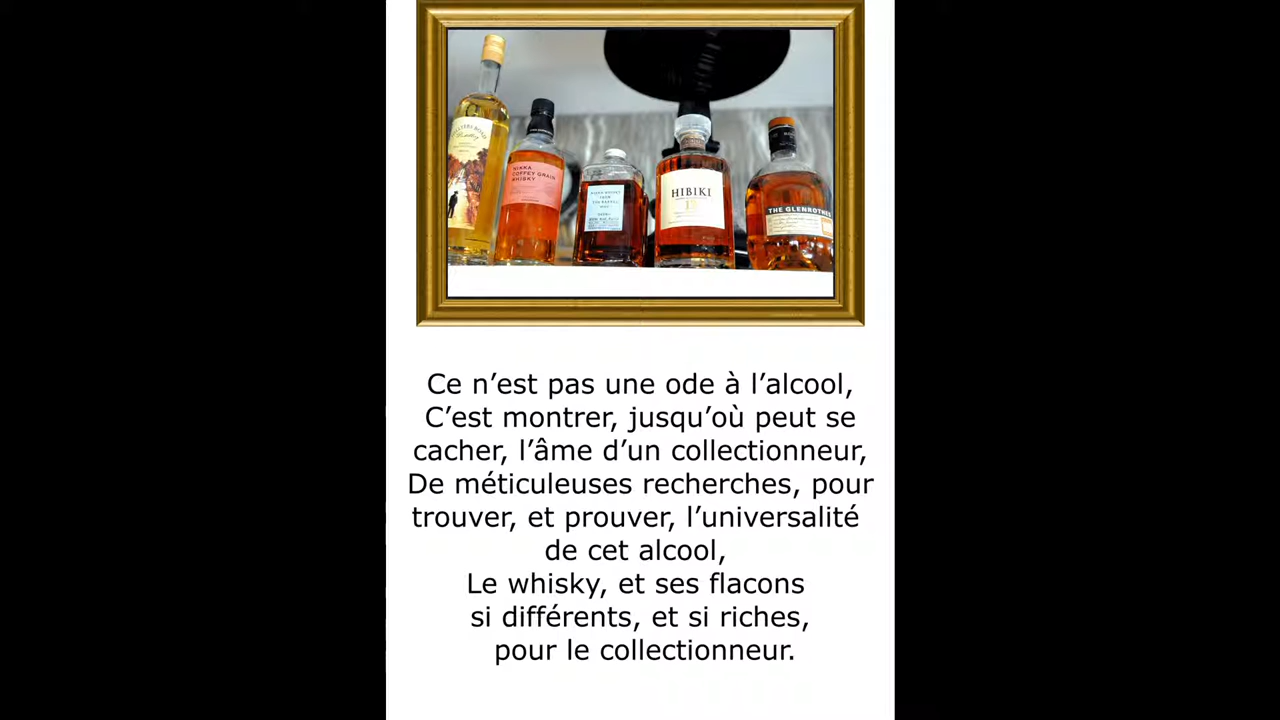 NIKKA
COFFEY GRAIN
WHISKY
HIBIKI
THE GLENROTHES
Ce n’est pas une ode à l’alcool,
C’est montrer, jusqu’où peut se
cacher, l’âme d’un collectionneur,
De méticuleuses recherches, pour
trouver, et prouver, l’universalité
de cet alcool,
Le whisky, et ses flacons
si différents, et si riches,
pour le collectionneur.